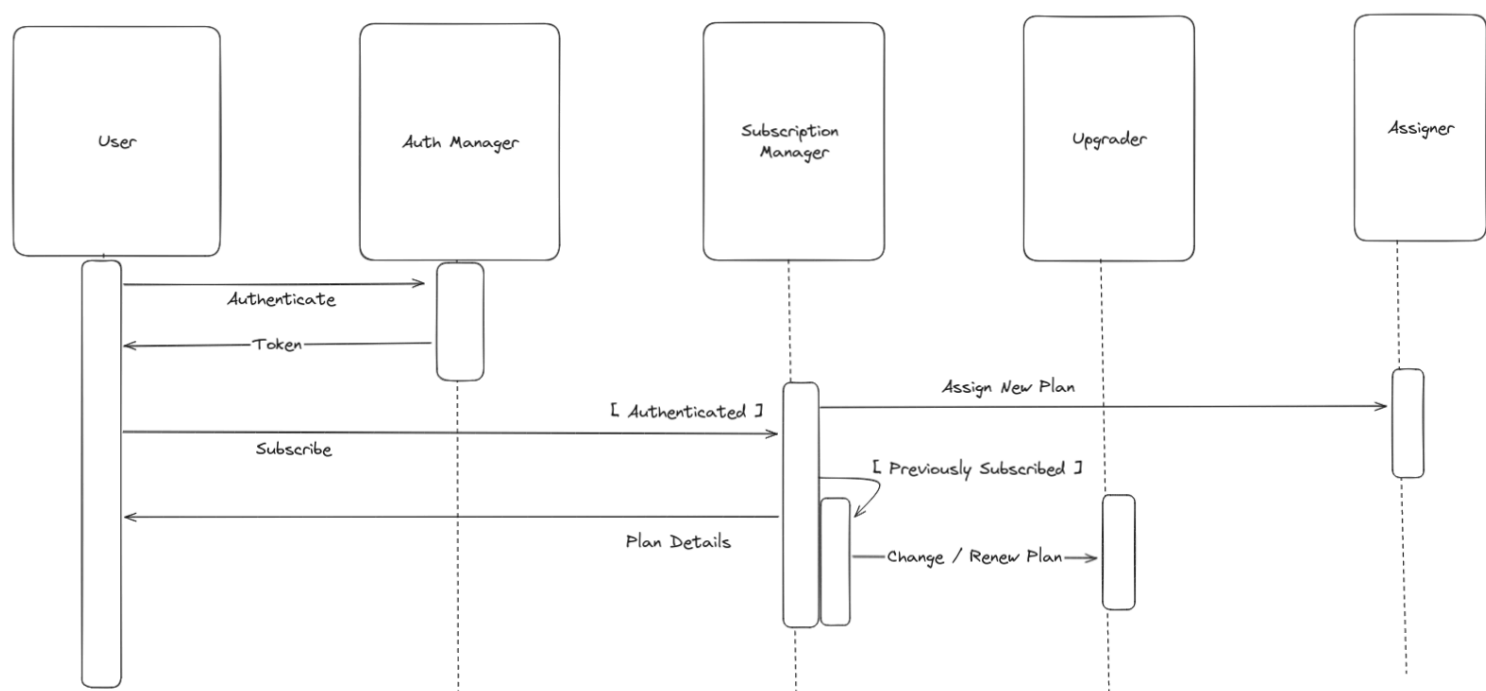 User
Auth Manager
Subscription
Manager
Upgrader
Assigner
Authenticate
Token
Assign New Plan
[ Authenticated ]
Subscribe
[ Previously Subscribed ]
Plan Details
Change / Renew Plan